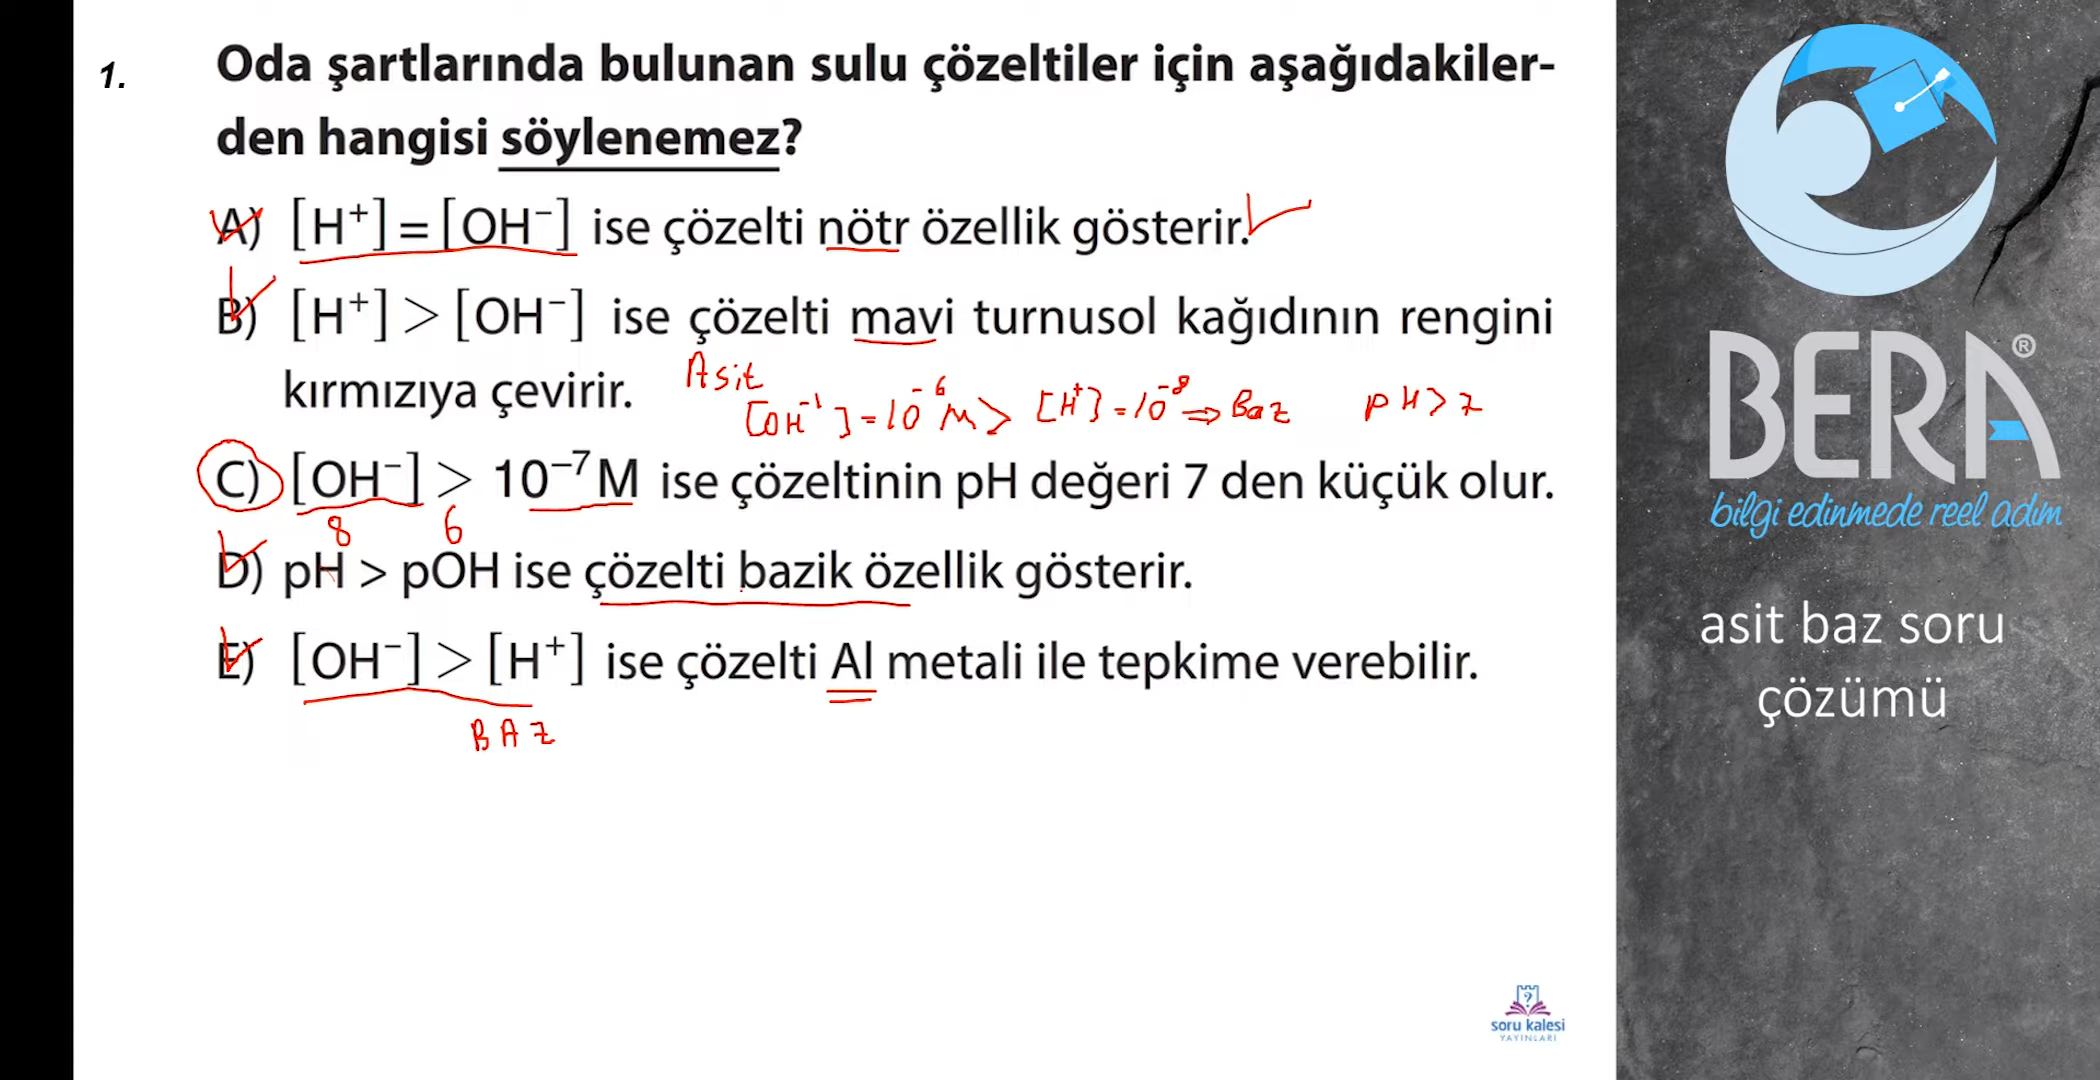 1. Oda şartlarında bulunan sulu çözeltiler için aşağıdakiler-
den hangisi söylenemez?
A) [H⁺] = [OH⁻] ise çözelti nötr özellik gösterir.
B) [H⁺] > [OH⁻] ise çözelti mavi turnusol kağıdının rengini
kırmızıya çevirir.
Asit
[OH⁻¹] = 10⁻⁶ M > [H⁺] = 10⁻⁸ ⇒ Baz pH > 7
C) [OH⁻] > 10⁻⁷ M ise çözeltinin pH değeri 7 den küçük olur.
8 6
D) pH > pOH ise çözelti bazik özellik gösterir.
E) [OH⁻] > [H⁺] ise çözelti Al metali ile tepkime verebilir.
BAZ
soru kalesi
YAYINLARI
BERA®
bilgi edinmede reel adım
asit baz soru
çözümü